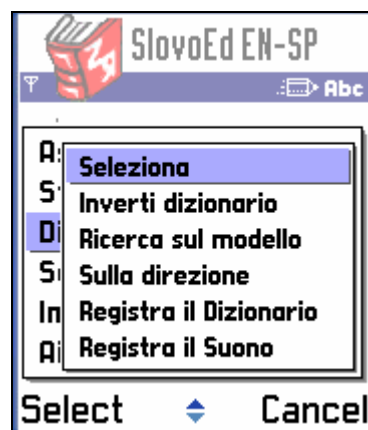 SlovoEd EN-SP
Abc
Seleziona
Inverti dizionario
Ricerca sul modello
Sulla direzione
Registra il Dizionario
Registra il Suono
Select Cancel